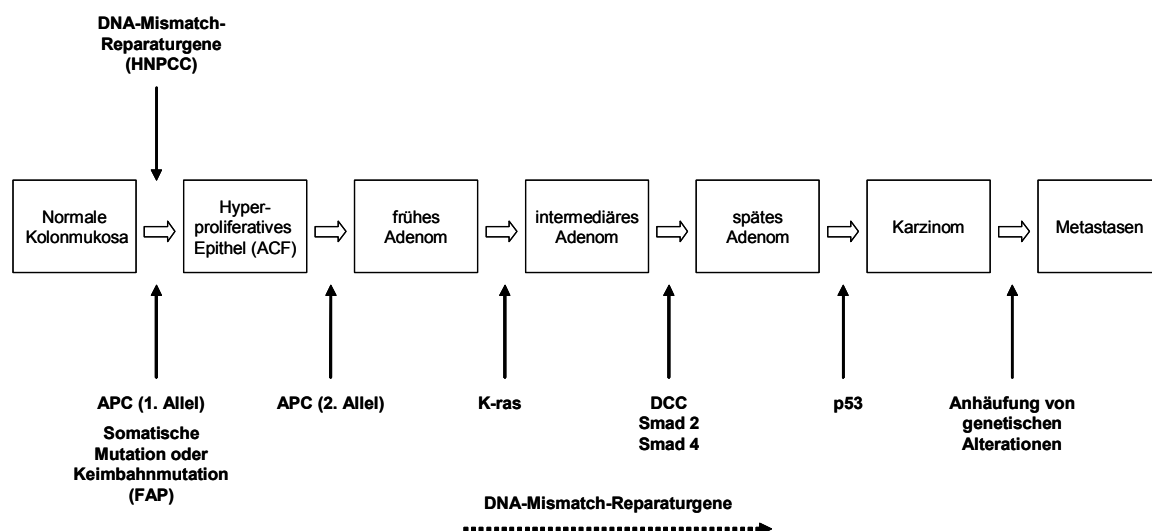 DNA-Mismatch-
Reparaturgene
(HNPCC)
Normale
Kolonmukosa
Hyper-
proliferatives
Epithel (ACF)
frühes
Adenom
intermediäres
Adenom
spätes
Adenom
Karzinom
Metastasen
APC (1. Allel)
Somatische
Mutation oder
Keimbahnmutation
(FAP)
APC (2. Allel)
K-ras
DCC
Smad 2
Smad 4
p53
Anhäufung von
genetischen
Alterationen
DNA-Mismatch-Reparaturgene